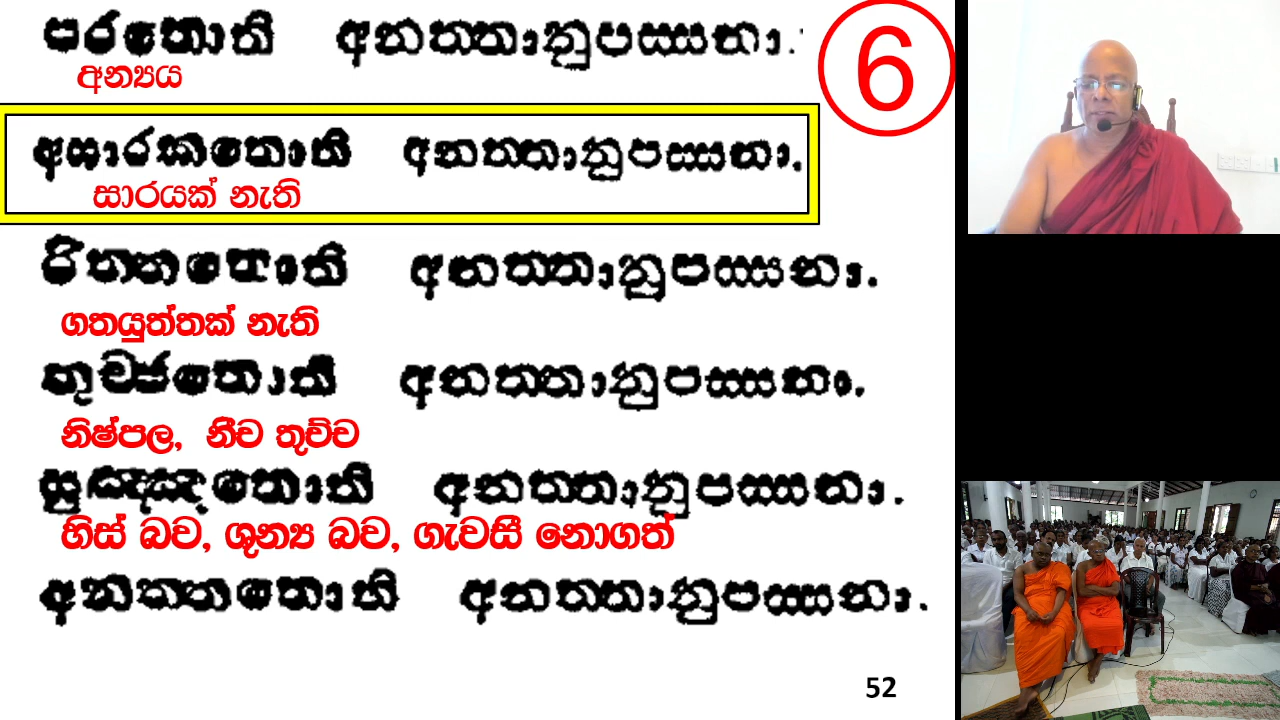 පරතොති අනත්තානුපස්සනා.
6
අන්‍යය
අසාරකතොති අනත්තානුපස්සනා.
සාරයක් නැති
රිත්තතොති අනත්තානුපස්සනා.
ගතයුත්තක් නැති
තුච්ඡතොති අනත්තානුපස්සනා.
නිෂ්පල, නීච තුච්ච
සුඤ්ඤතොති අනත්තානුපස්සනා.
හිස් බව, ශුන්‍ය බව, ගැවසී නොගත්
අනත්තතොති අනත්තානුපස්සනා.
52